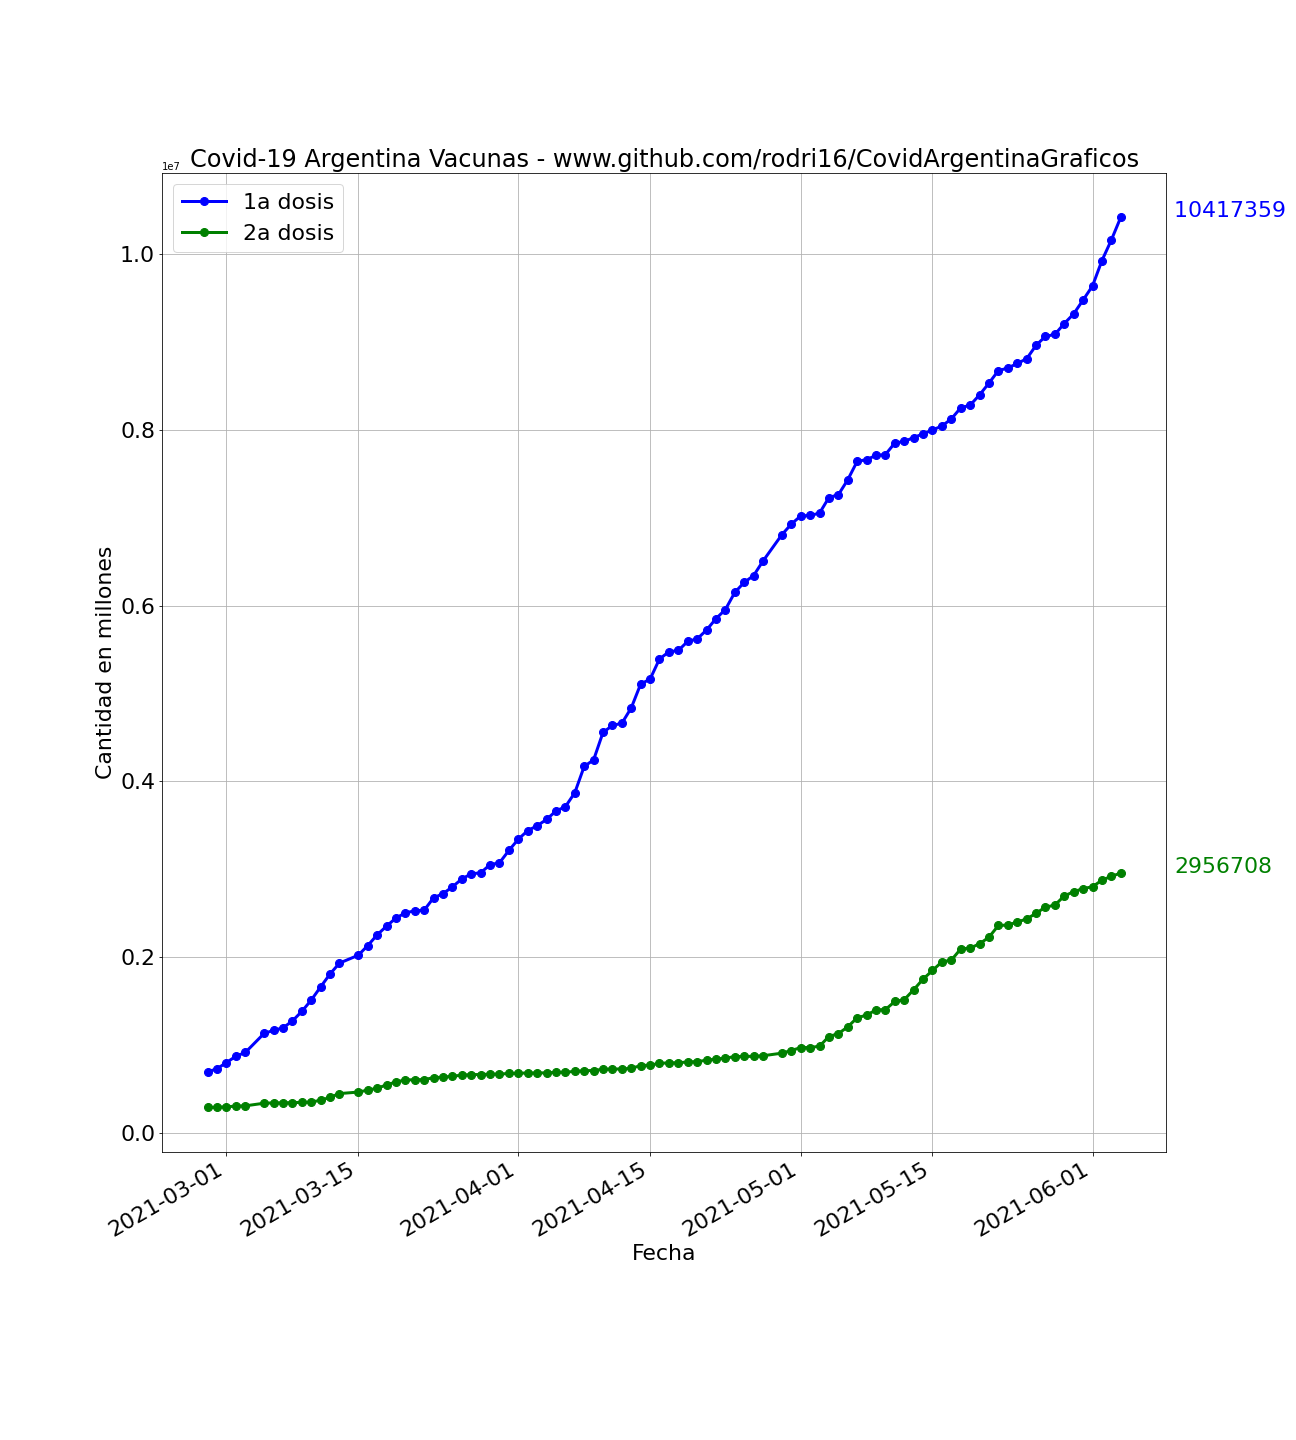 Covid-19 Argentina Vacunas - www.github.com/rodri16/CovidArgentinaGraficos
1e7
1a dosis
2a dosis
10417359
2956708
1.0
0.8
0.6
0.4
0.2
0.0
Cantidad en millones
2021-03-01
2021-03-15
2021-04-01
2021-04-15
2021-05-01
2021-05-15
2021-06-01
Fecha